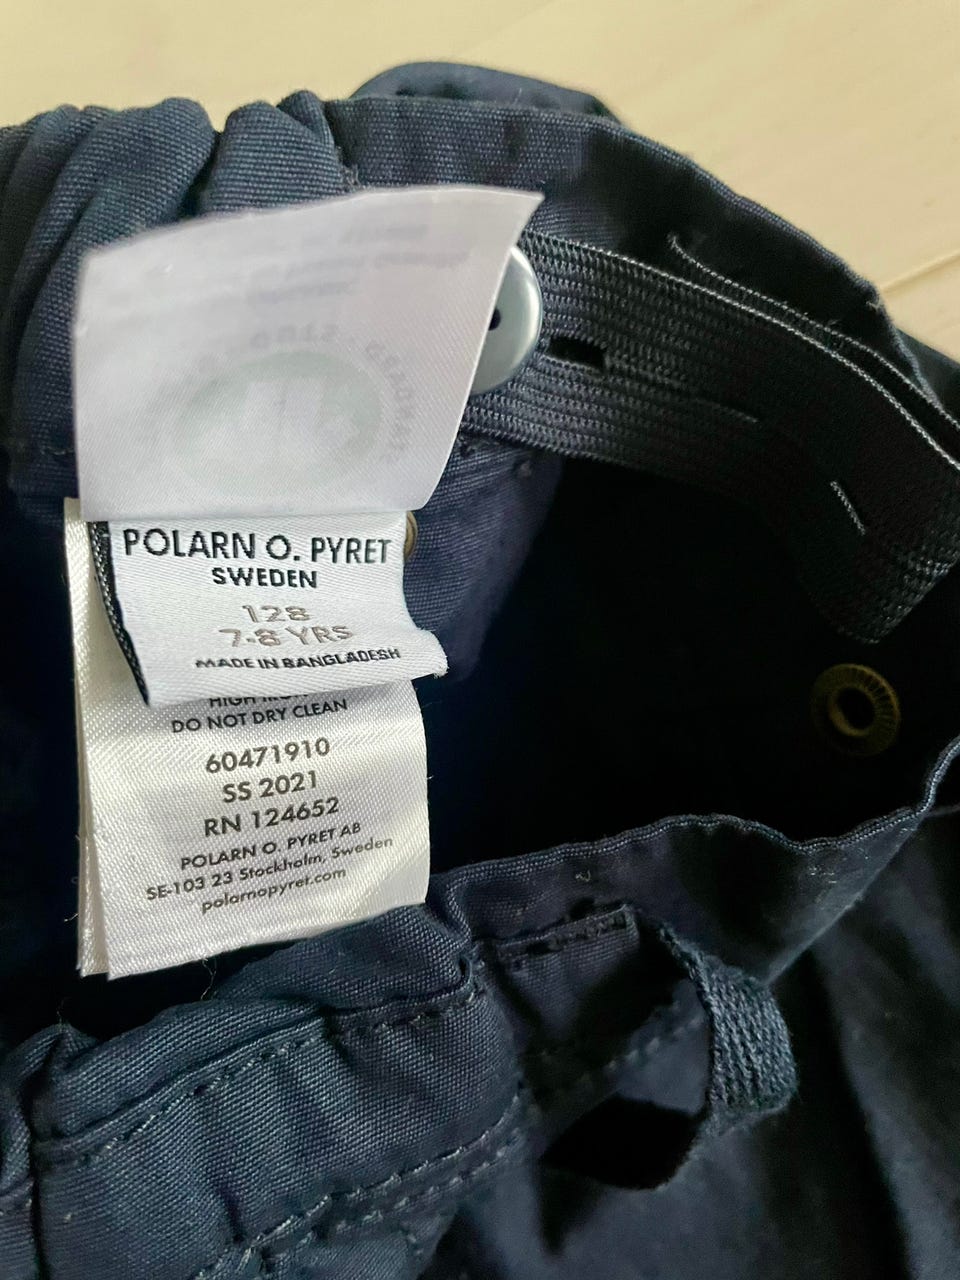 POLARN O. PYRET
SWEDEN
128
7-8 YRS
MADE IN BANGLADESH
HIGH
DO NOT DRY CLEAN
60471910
SS 2021
RN 124652
POLARN O. PYRET AB
SE-103 23 Stockholm, Sweden
polarnopyret.com